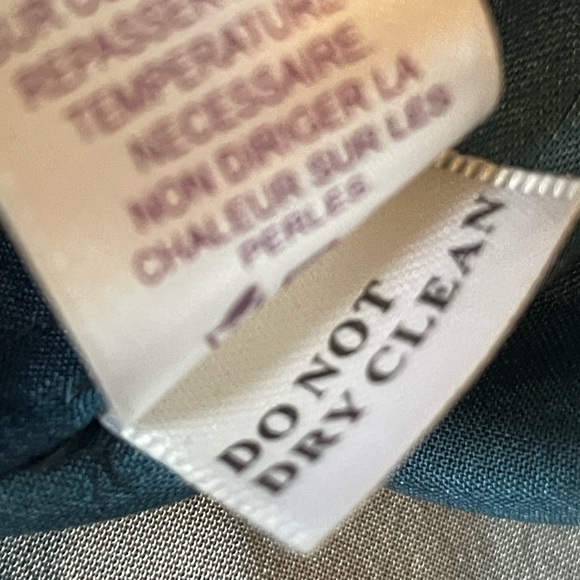 REPASSER
TEMPERATURE
NECESSAIRE
NON DIRIGER LA
CHALEUR SUR LES
PERLES
DO NOT
DRY CLEAN